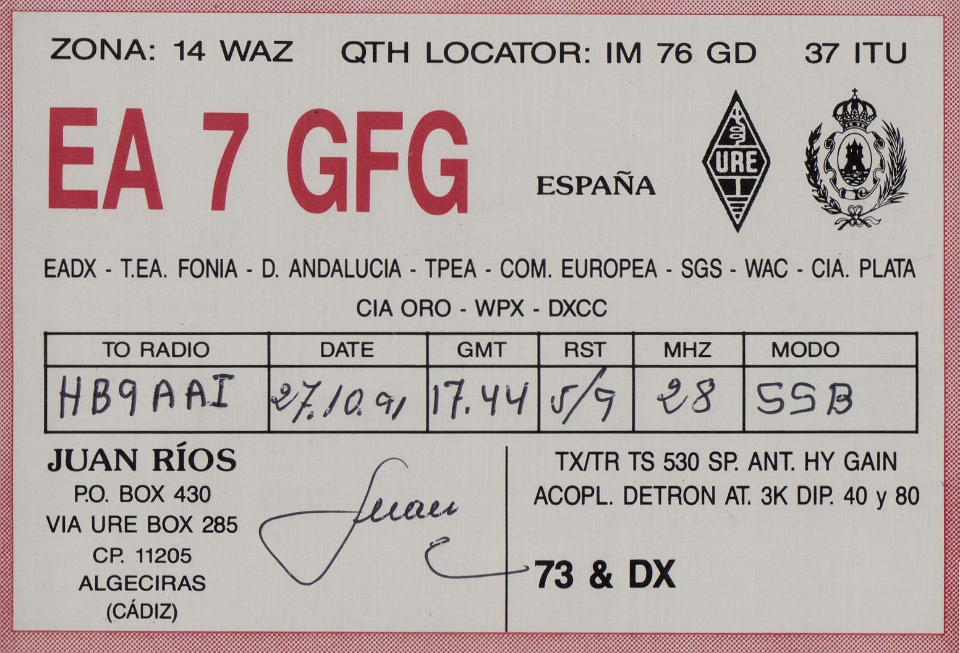 ZONA: 14 WAZ QTH LOCATOR: IM 76 GD 37 ITU
EA 7 GFG
ESPAÑA
URE
EADX - T.EA. FONIA - D. ANDALUCIA - TPEA - COM. EUROPEA - SGS - WAC - CIA. PLATA
CIA ORO - WPX - DXCC
TO RADIO DATE GMT RST MHZ MODO
HB9AAI 27.10.91 17.44 5/9 28 SSB
JUAN RÍOS
P.O. BOX 430
VIA URE BOX 285
CP. 11205
ALGECIRAS
(CÁDIZ)
Juan
TX/TR TS 530 SP. ANT. HY GAIN
ACOPL. DETRON AT. 3K DIP. 40 y 80
73 & DX